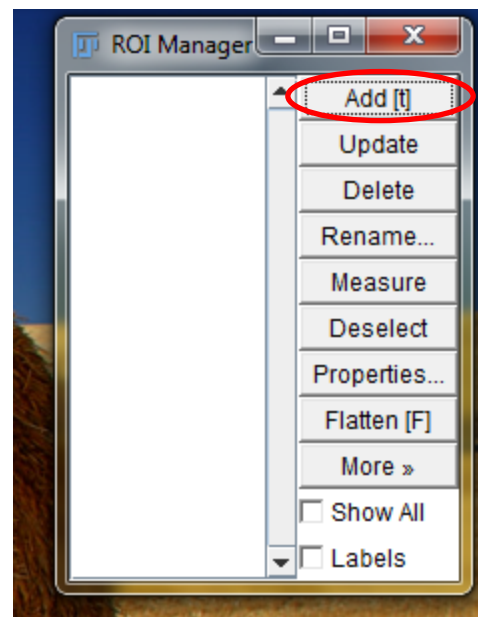 ROI Manager
Add [t]
Update
Delete
Rename...
Measure
Deselect
Properties...
Flatten [F]
More »
Show All
Labels